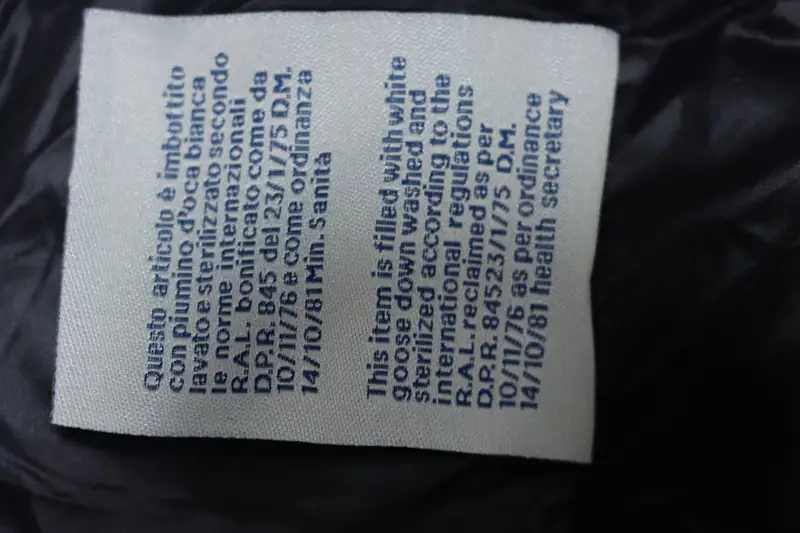 Questo articolo è imbottito
con piumino d'oca bianca
lavato e sterilizzato secondo
le norme internazionali
R.A.L. bonificato come da
D.P.R. 845 del 23/1/75 D.M.
10/11/76 e come ordinanza
14/10/81 Min. Sanità
This item is filled with white
goose down washed and
sterilized according to the
international regulations
R.A.L. reclaimed as per
D.P.R. 84523/1/75 D.M.
10/11/76 as per ordinance
14/10/81 health secretary